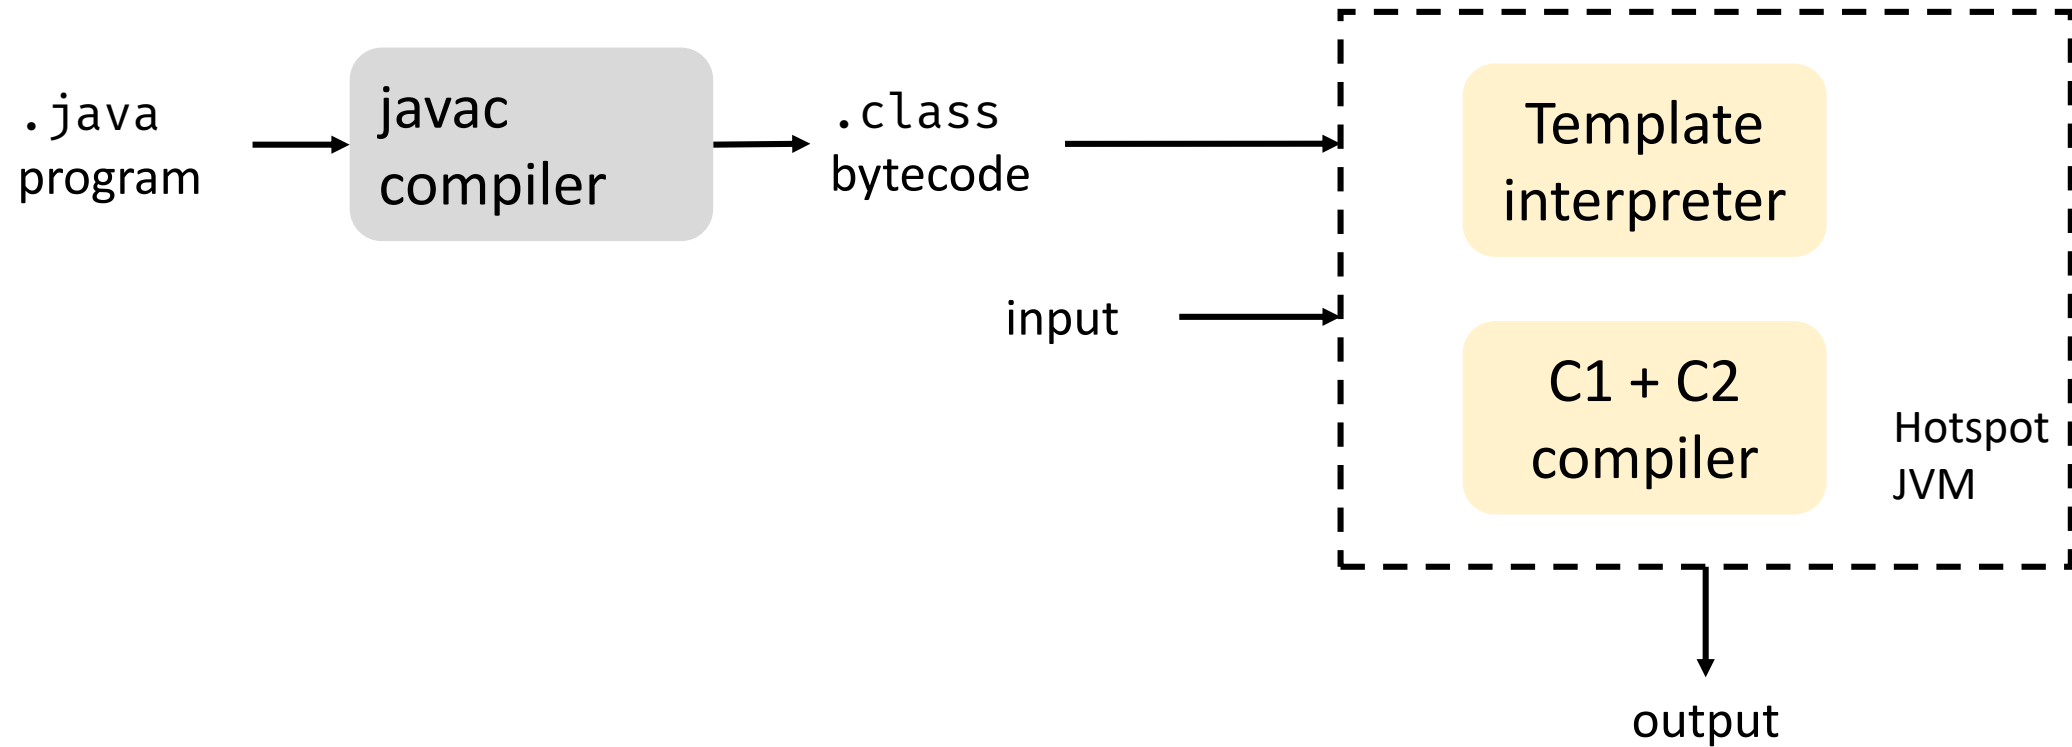 .java
program
javac
compiler
.class
bytecode
input
Template
interpreter
C1 + C2
compiler
Hotspot
JVM
output